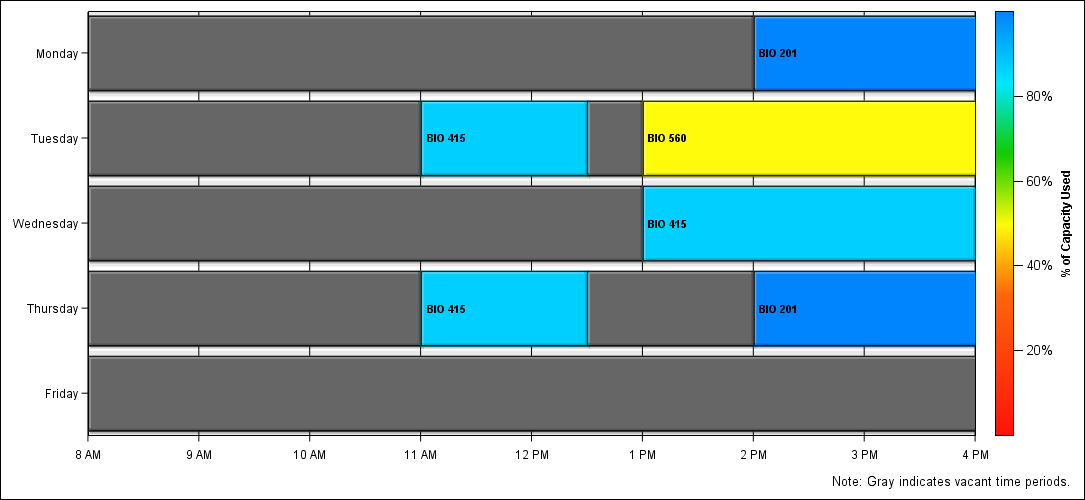 Monday
BIO 201
Tuesday
BIO 415
BIO 560
Wednesday
BIO 415
Thursday
BIO 415
BIO 201
Friday
8 AM
9 AM
10 AM
11 AM
12 PM
1 PM
2 PM
3 PM
4 PM
80%
60%
40%
20%
% of Capacity Used
Note: Gray indicates vacant time periods.